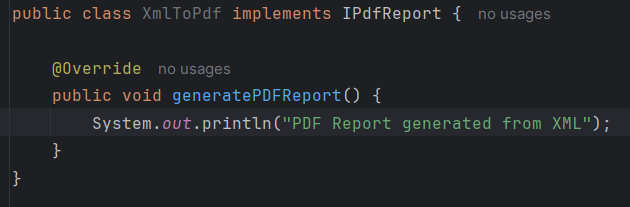 public class XmlToPdf implements IPdfReport { no usages
@Override no usages
public void generatePDFReport() {
System.out.println("PDF Report generated from XML");
}
}